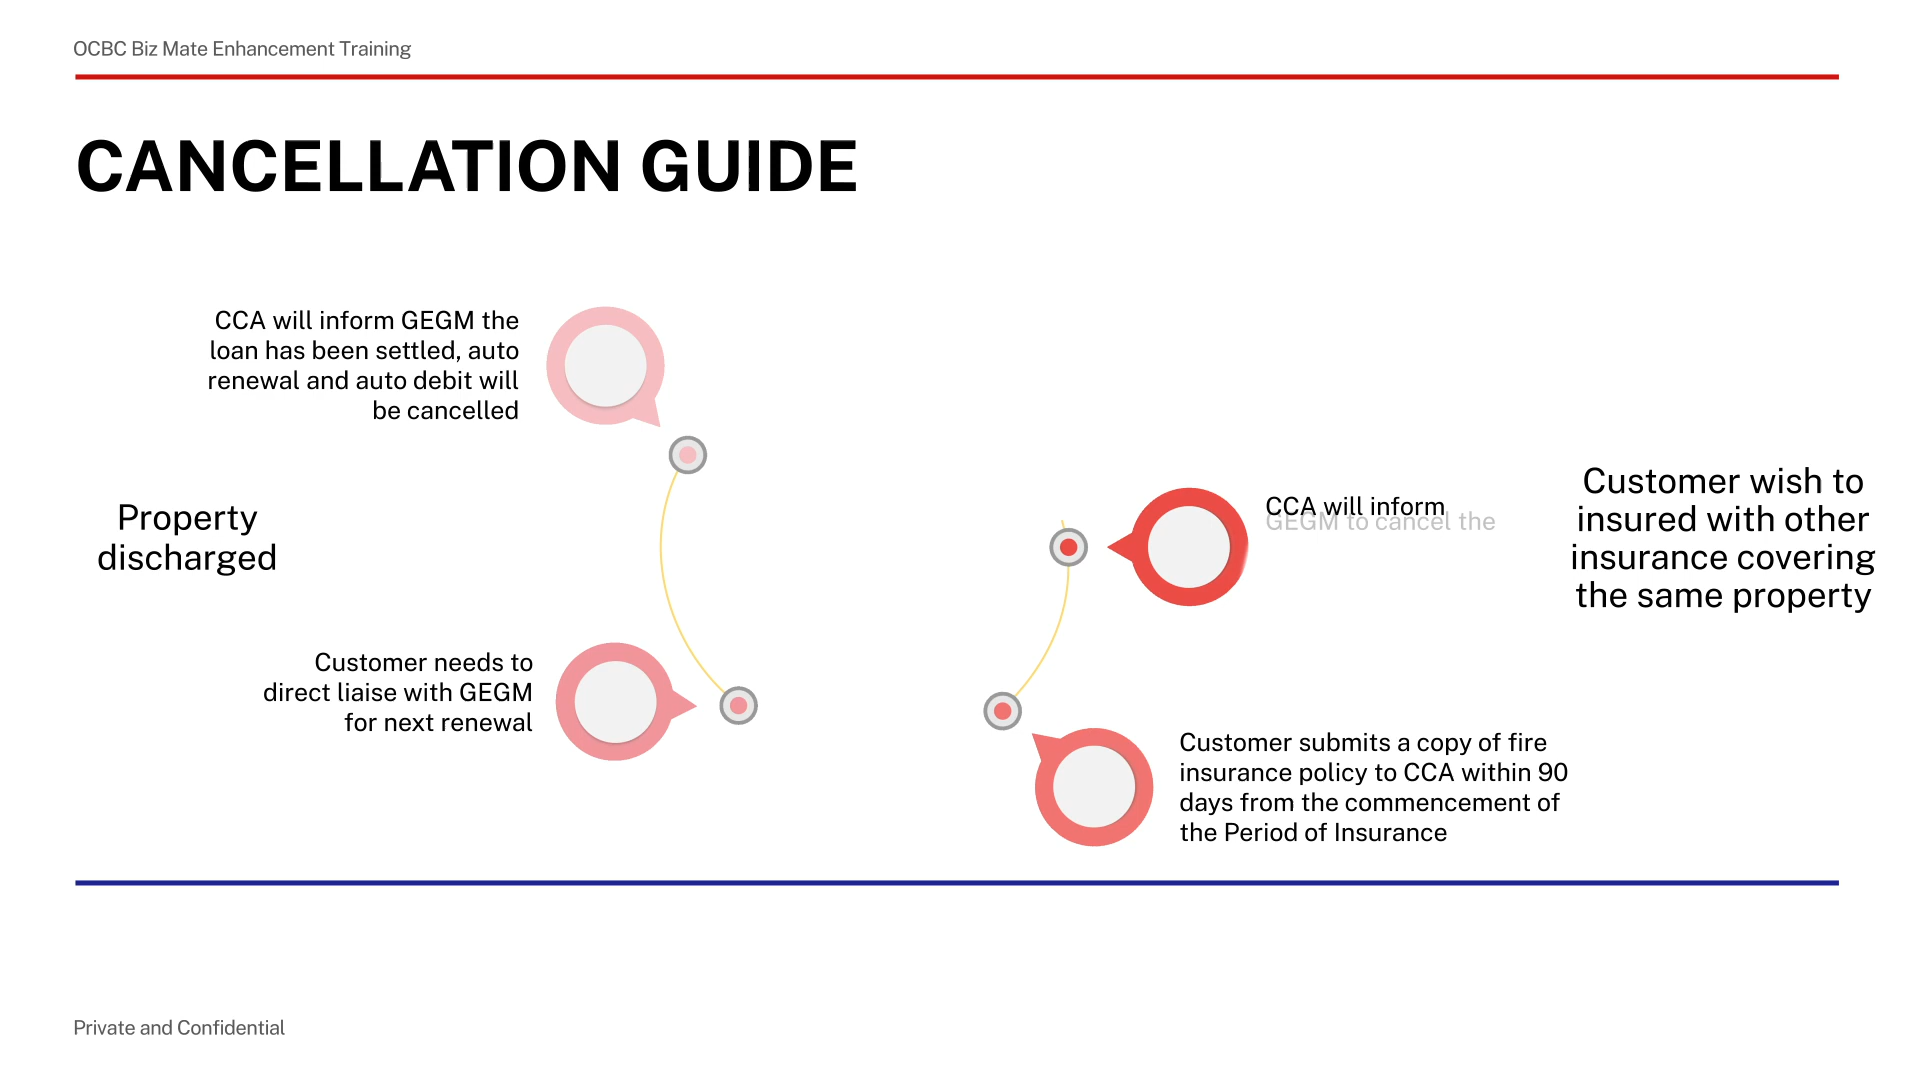 OCBC Biz Mate Enhancement Training
CANCELLATION GUIDE
CCA will inform GEGM the
loan has been settled, auto
renewal and auto debit will
be cancelled
Property
discharged
Customer needs to
direct liaise with GEGM
for next renewal
CCA will inform
GEGM to cancel the
Customer wish to
insured with other
insurance covering
the same property
Customer submits a copy of fire
insurance policy to CCA within 90
days from the commencement of
the Period of Insurance
Private and Confidential